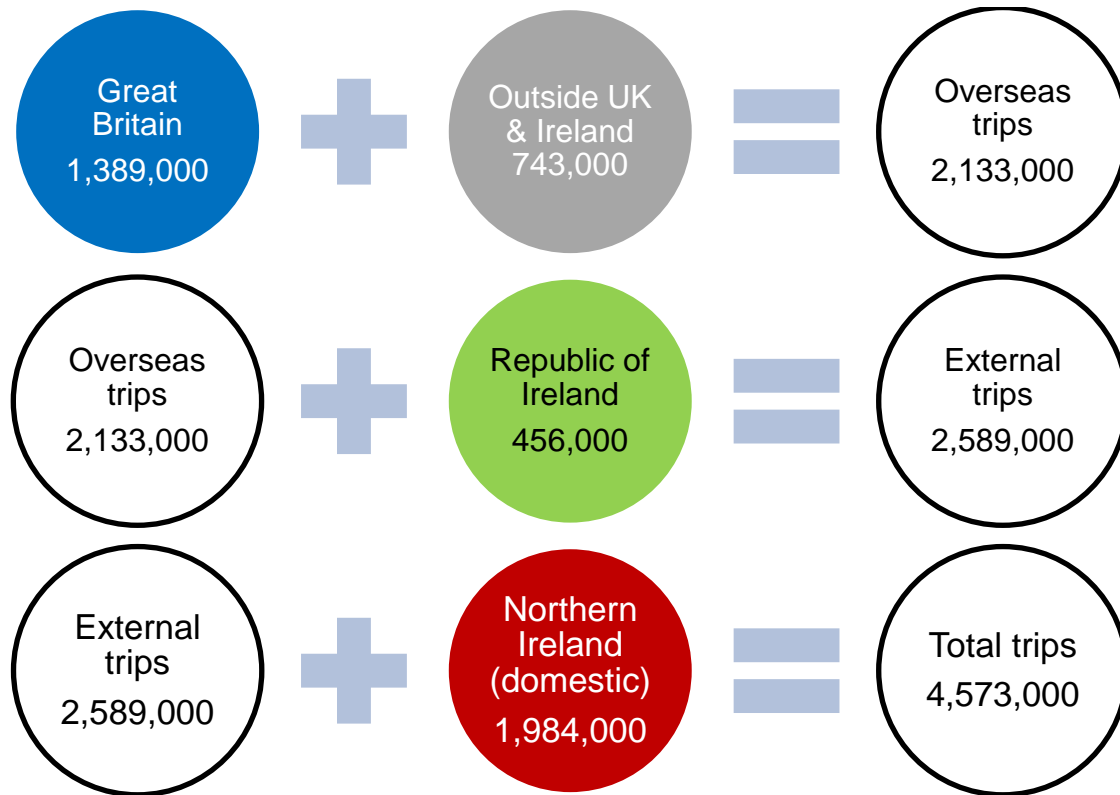 Great
Britain
1,389,000
Outside UK
& Ireland
743,000
Overseas
trips
2,133,000
Overseas
trips
2,133,000
Republic of
Ireland
456,000
External
trips
2,589,000
External
trips
2,589,000
Northern
Ireland
(domestic)
1,984,000
Total trips
4,573,000